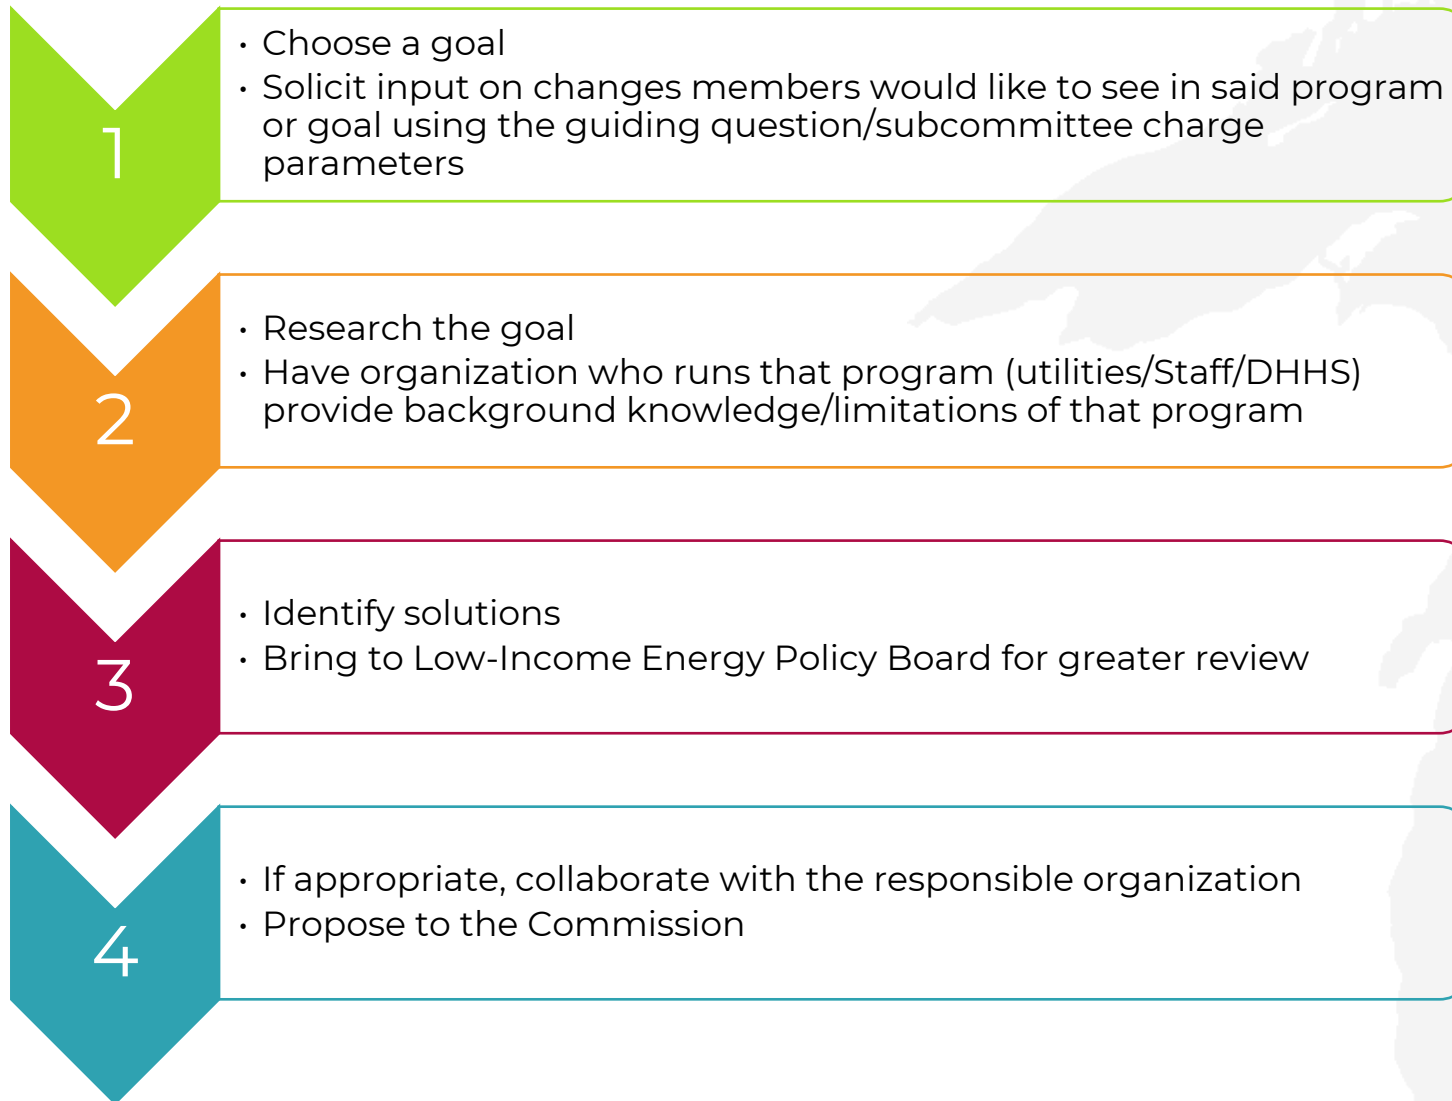 1
· Choose a goal
· Solicit input on changes members would like to see in said program
or goal using the guiding question/subcommittee charge
parameters
2
· Research the goal
· Have organization who runs that program (utilities/Staff/DHHS)
provide background knowledge/limitations of that program
3
· Identify solutions
· Bring to Low-Income Energy Policy Board for greater review
4
· If appropriate, collaborate with the responsible organization
· Propose to the Commission